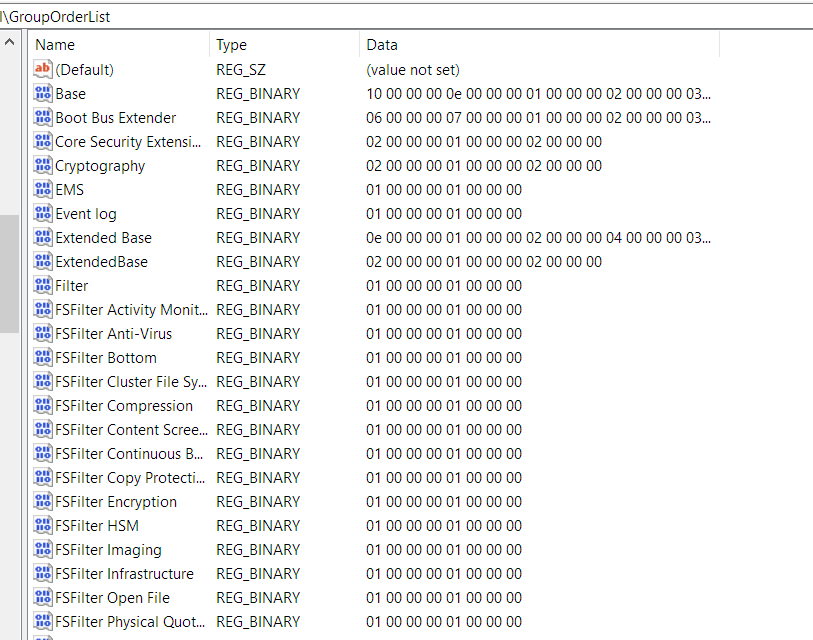 l\GroupOrderList
Name Type Data
ab (Default) REG_SZ (value not set)
Base REG_BINARY 10 00 00 00 0e 00 00 00 01 00 00 00 02 00 00 00 03...
Boot Bus Extender REG_BINARY 06 00 00 00 07 00 00 00 01 00 00 00 02 00 00 00 03...
Core Security Extensi... REG_BINARY 02 00 00 00 01 00 00 00 02 00 00 00
Cryptography REG_BINARY 02 00 00 00 01 00 00 00 02 00 00 00
EMS REG_BINARY 01 00 00 00 01 00 00 00
Event log REG_BINARY 01 00 00 00 01 00 00 00
Extended Base REG_BINARY 0e 00 00 00 01 00 00 00 02 00 00 00 04 00 00 00 03...
ExtendedBase REG_BINARY 02 00 00 00 01 00 00 00 02 00 00 00
Filter REG_BINARY 01 00 00 00 01 00 00 00
FSFilter Activity Monit... REG_BINARY 01 00 00 00 01 00 00 00
FSFilter Anti-Virus REG_BINARY 01 00 00 00 01 00 00 00
FSFilter Bottom REG_BINARY 01 00 00 00 01 00 00 00
FSFilter Cluster File Sy... REG_BINARY 01 00 00 00 01 00 00 00
FSFilter Compression REG_BINARY 01 00 00 00 01 00 00 00
FSFilter Content Scree... REG_BINARY 01 00 00 00 01 00 00 00
FSFilter Continuous B... REG_BINARY 01 00 00 00 01 00 00 00
FSFilter Copy Protecti... REG_BINARY 01 00 00 00 01 00 00 00
FSFilter Encryption REG_BINARY 01 00 00 00 01 00 00 00
FSFilter HSM REG_BINARY 01 00 00 00 01 00 00 00
FSFilter Imaging REG_BINARY 01 00 00 00 01 00 00 00
FSFilter Infrastructure REG_BINARY 01 00 00 00 01 00 00 00
FSFilter Open File REG_BINARY 01 00 00 00 01 00 00 00
FSFilter Physical Quot... REG_BINARY 01 00 00 00 01 00 00 00